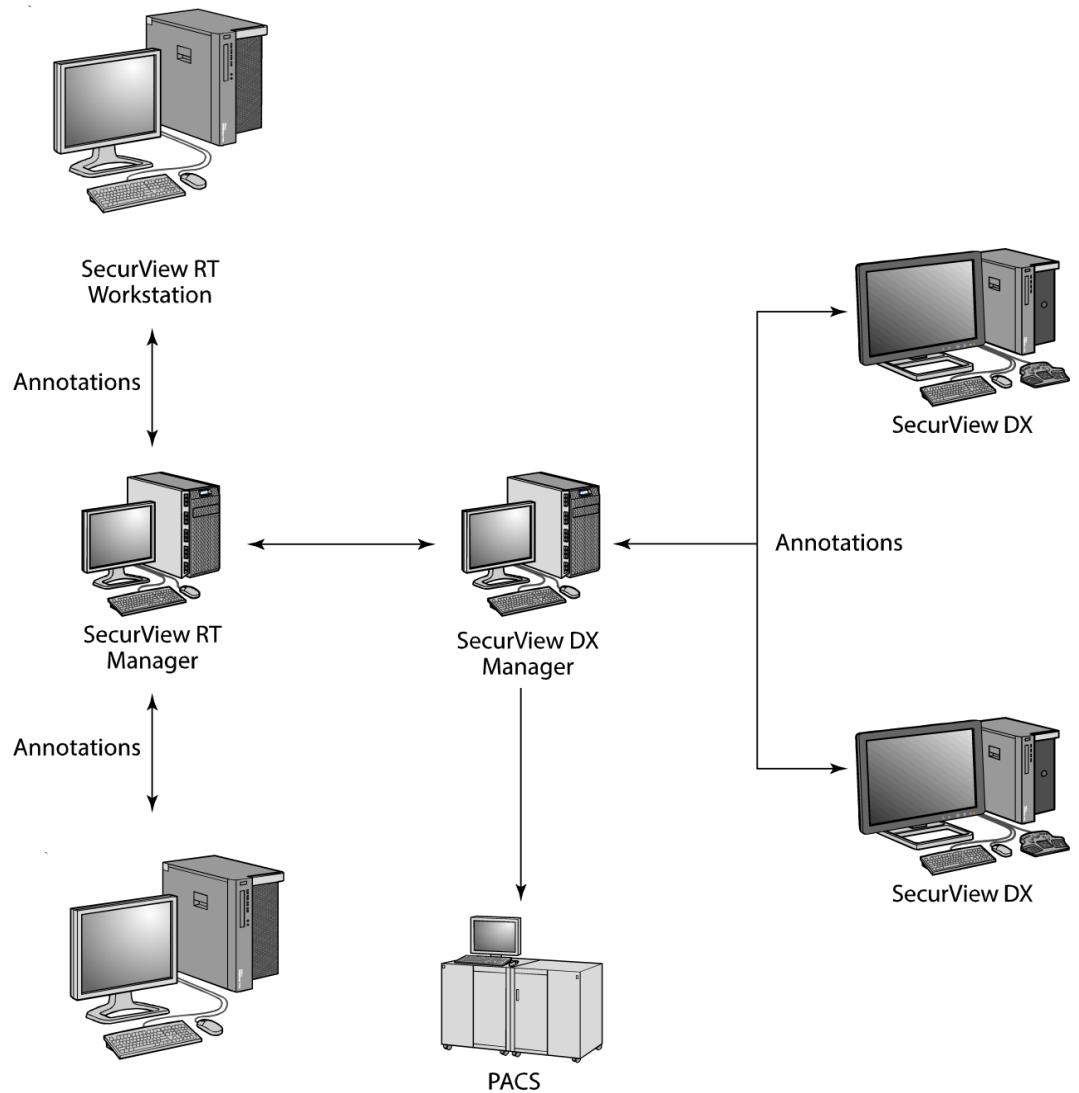 SecurView RT
Workstation
Annotations
SecurView DX
Annotations
SecurView RT
Manager
SecurView DX
Manager
Annotations
SecurView DX
PACS